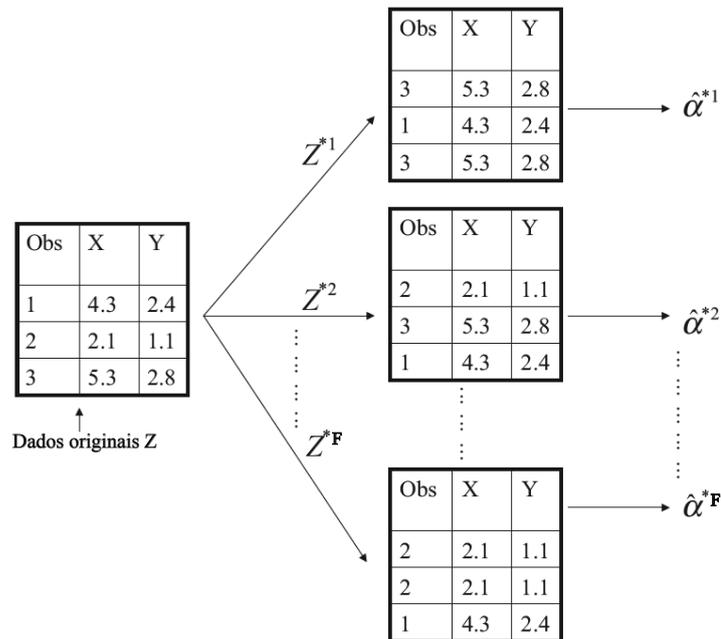 Obs X Y
3 5.3 2.8
1 4.3 2.4
3 5.3 2.8
α̂*1
Z*1
Obs X Y
1 4.3 2.4
2 2.1 1.1
3 5.3 2.8
Dados originais Z
Z*2
Obs X Y
2 2.1 1.1
3 5.3 2.8
1 4.3 2.4
α̂*2
Z*F
Obs X Y
2 2.1 1.1
2 2.1 1.1
1 4.3 2.4
α̂*F